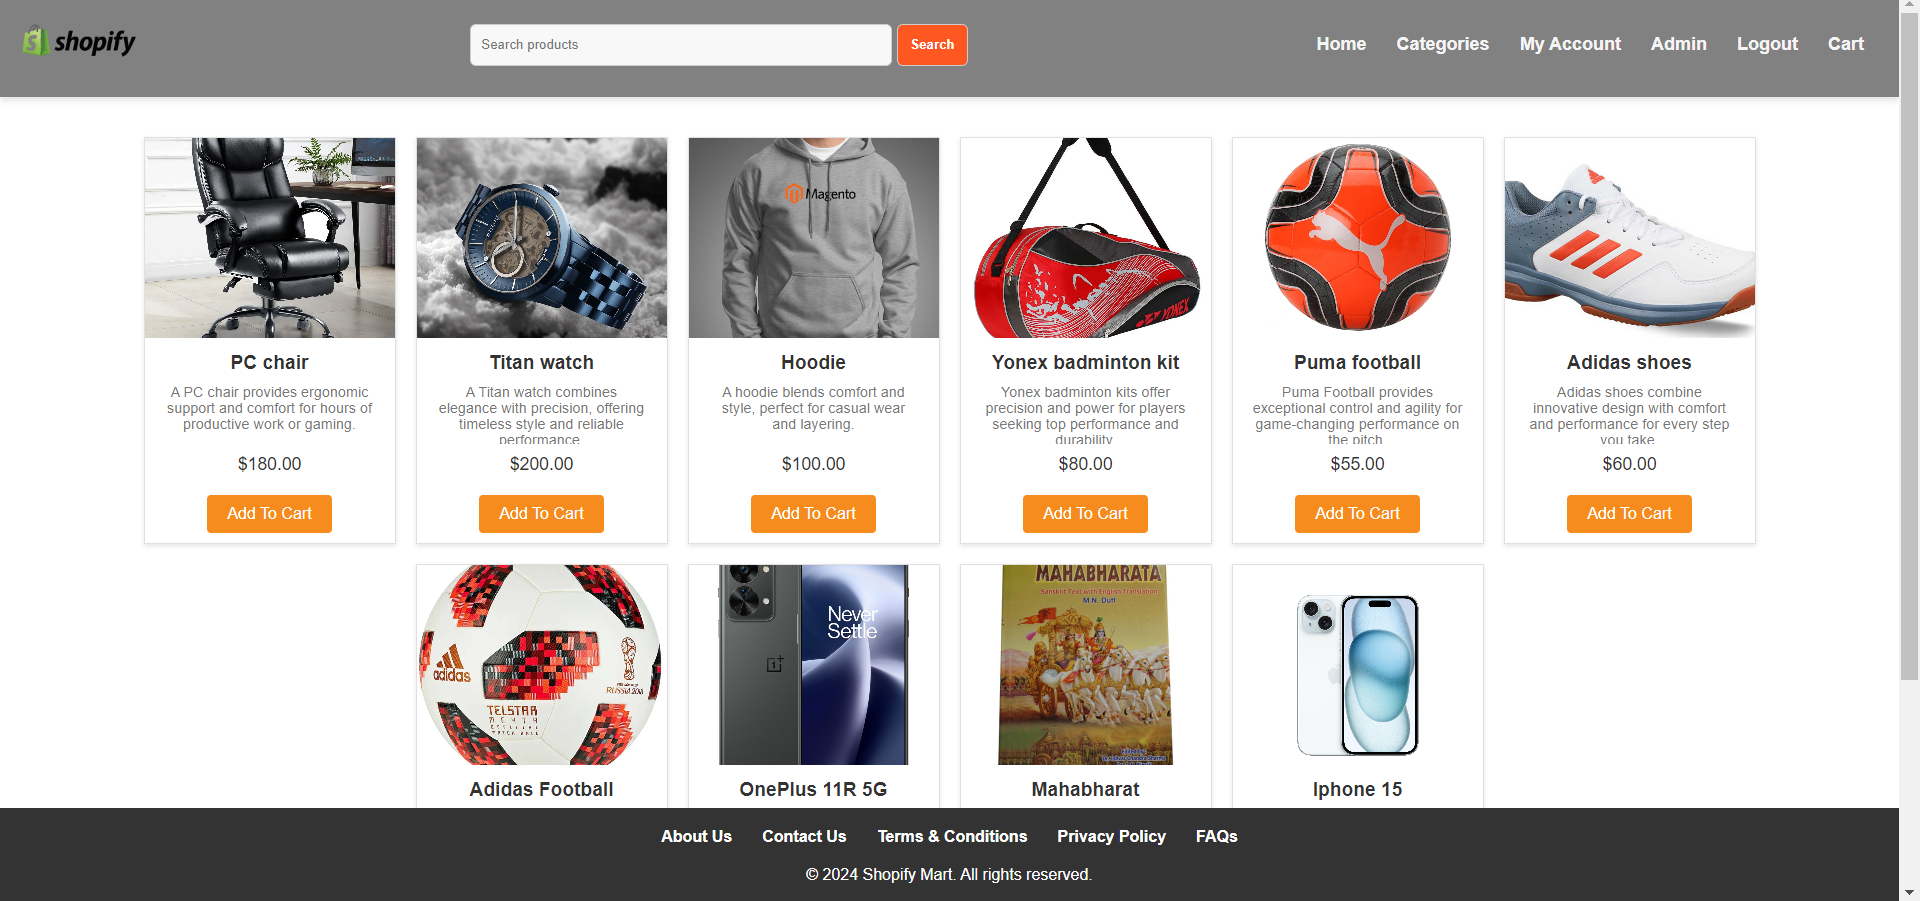 shopify
Search products
Search
Home
Categories
My Account
Admin
Logout
Cart
Magento
YONEX
PC chair
A PC chair provides ergonomic
support and comfort for hours of
productive work or gaming.
$180.00
Add To Cart
Titan watch
A Titan watch combines
elegance with precision, offering
timeless style and reliable
performance
$200.00
Add To Cart
Hoodie
A hoodie blends comfort and
style, perfect for casual wear
and layering.
$100.00
Add To Cart
Yonex badminton kit
Yonex badminton kits offer
precision and power for players
seeking top performance and
durability
$80.00
Add To Cart
Puma football
Puma Football provides
exceptional control and agility for
game-changing performance on
the pitch
$55.00
Add To Cart
Adidas shoes
Adidas shoes combine
innovative design with comfort
and performance for every step
you take
$60.00
Add To Cart
adidas
RUSSIA 2018
TELSTAR
Adidas Football
Never
Settle
1+
OnePlus 11R 5G
MAHABHARATA
Sanskrit Text with English Translation
M.N. Dutt
Mahabharat
Iphone 15
About Us
Contact Us
Terms & Conditions
Privacy Policy
FAQs
© 2024 Shopify Mart. All rights reserved.